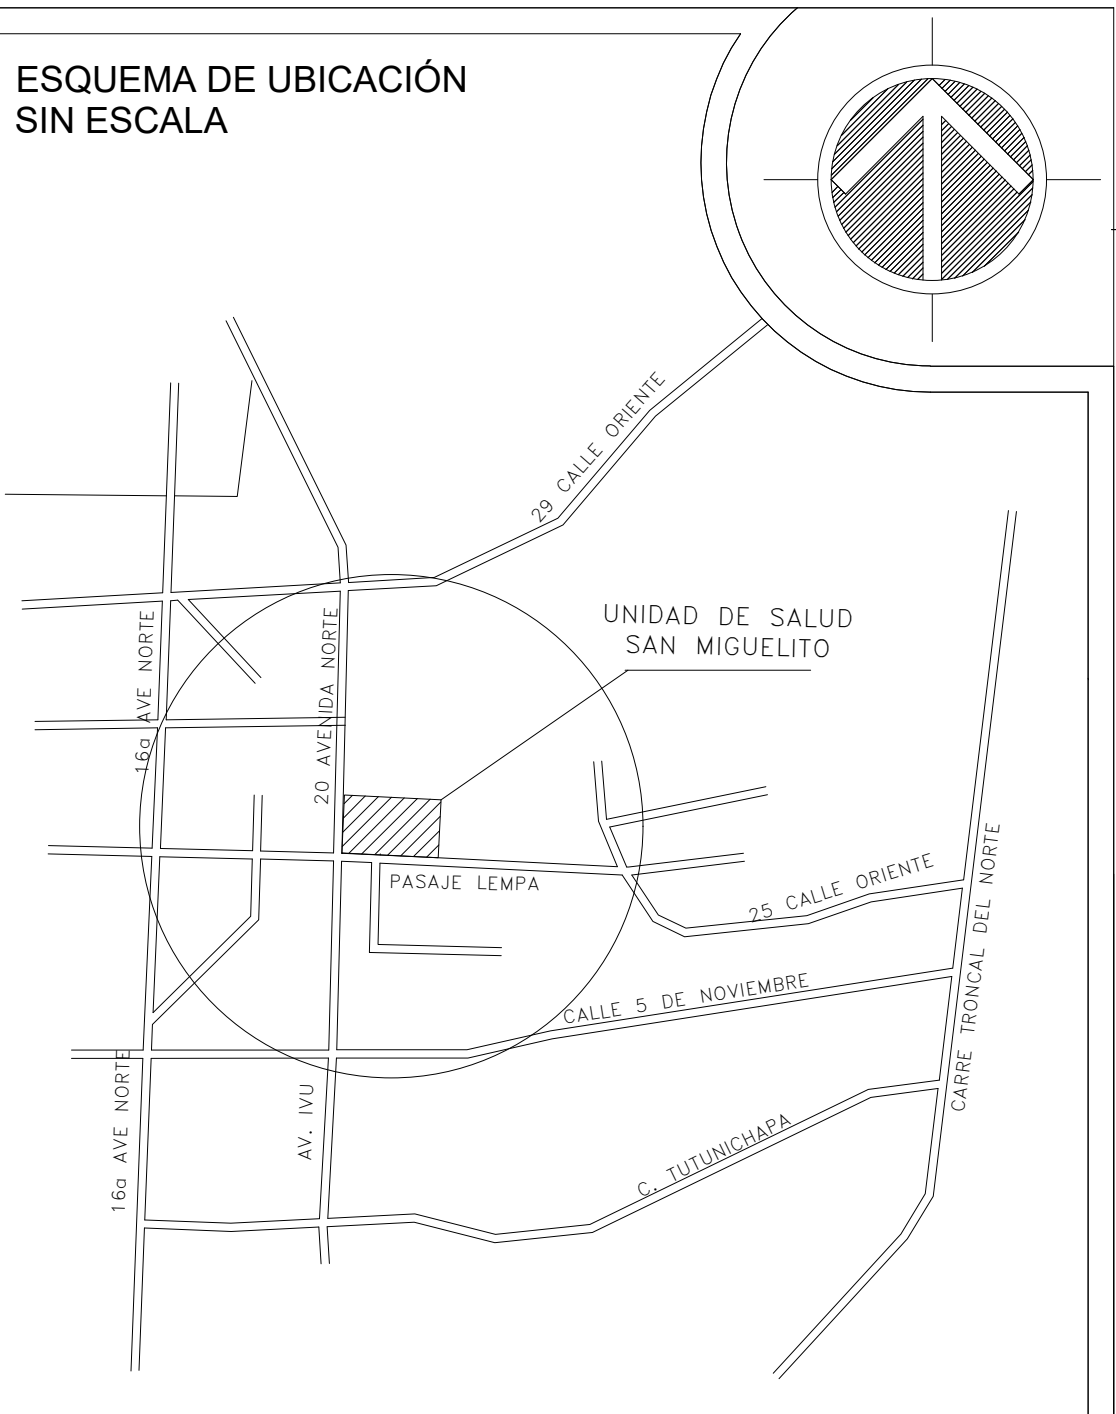 ESQUEMA DE UBICACIÓN
SIN ESCALA
29 CALLE ORIENTE
UNIDAD DE SALUD
SAN MIGUELITO
16a AVE NORTE
20 AVENIDA NORTE
PASAJE LEMPA
25 CALLE ORIENTE
CARRE TRONCAL DEL NORTE
CALLE 5 DE NOVIEMBRE
16a AVE NORTE
AV. IVU
C. TUTUNICHAPA